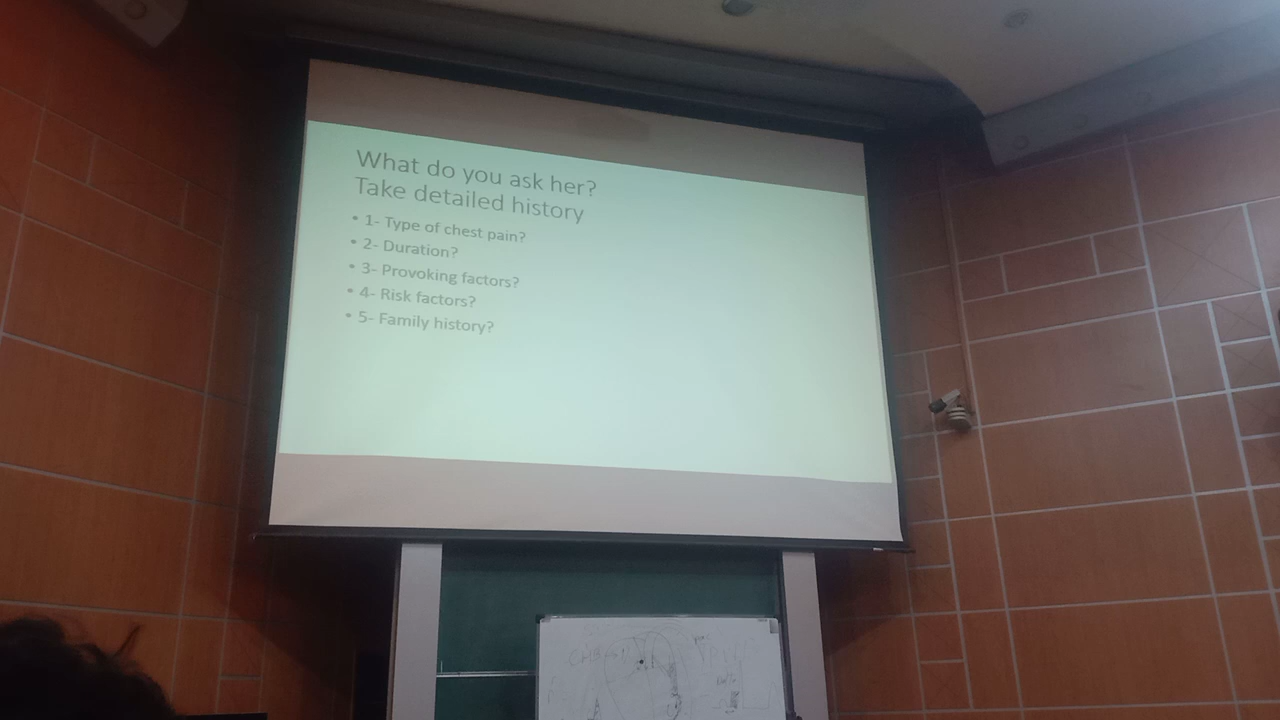 What do you ask her?
Take detailed history
• 1- Type of chest pain?
• 2- Duration?
• 3- Provoking factors?
• 4- Risk factors?
• 5- Family history?